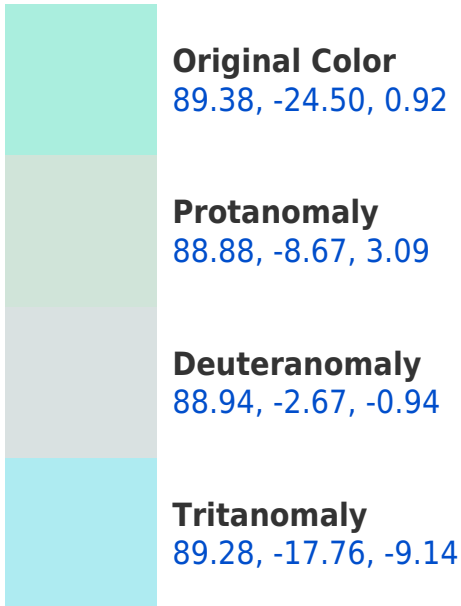 Original Color
89.38, -24.50, 0.92
Protanomaly
88.88, -8.67, 3.09
Deuteranomaly
88.94, -2.67, -0.94
Tritanomaly
89.28, -17.76, -9.14